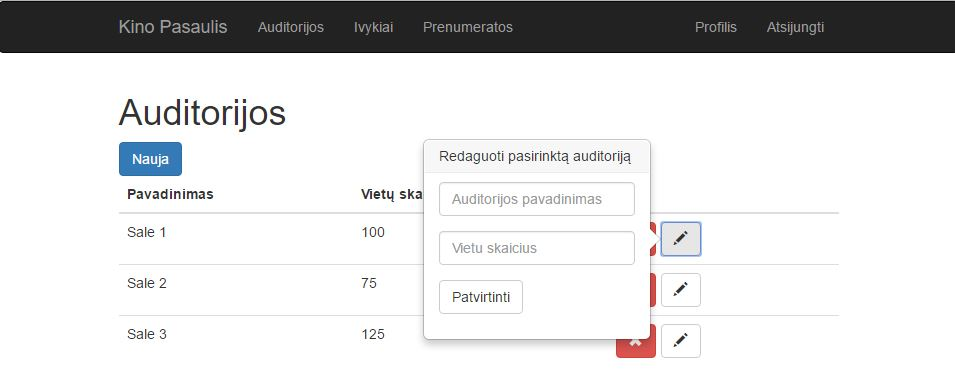 Kino Pasaulis Auditorijos Ivykiai Prenumeratos Profilis Atsijungti
Auditorijos
Nauja
Redaguoti pasirinktą auditoriją
Pavadinimas Vietų ska
Auditorijos pavadinimas
Sale 1 100
Vietu skaicius
Sale 2 75
Patvirtinti
Sale 3 125